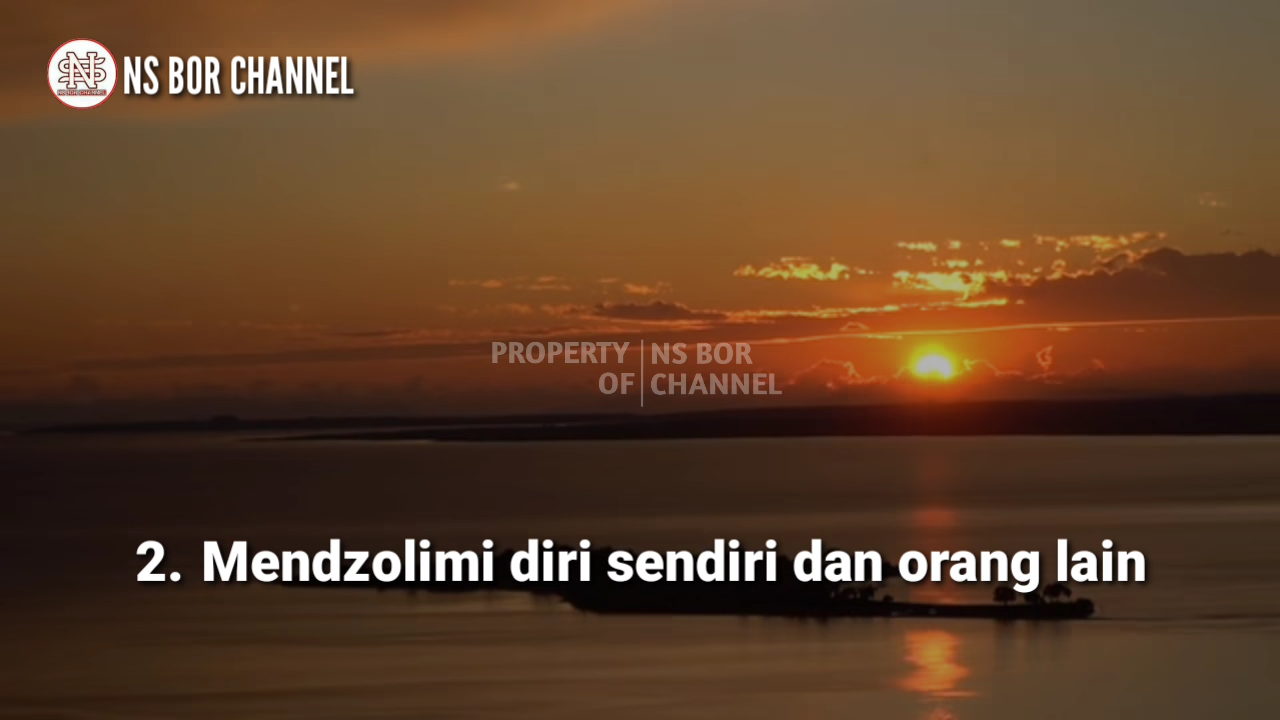 NS BOR CHANNEL
PROPERTY OF
NS BOR CHANNEL
2. Mendzolimi diri sendiri dan orang lain